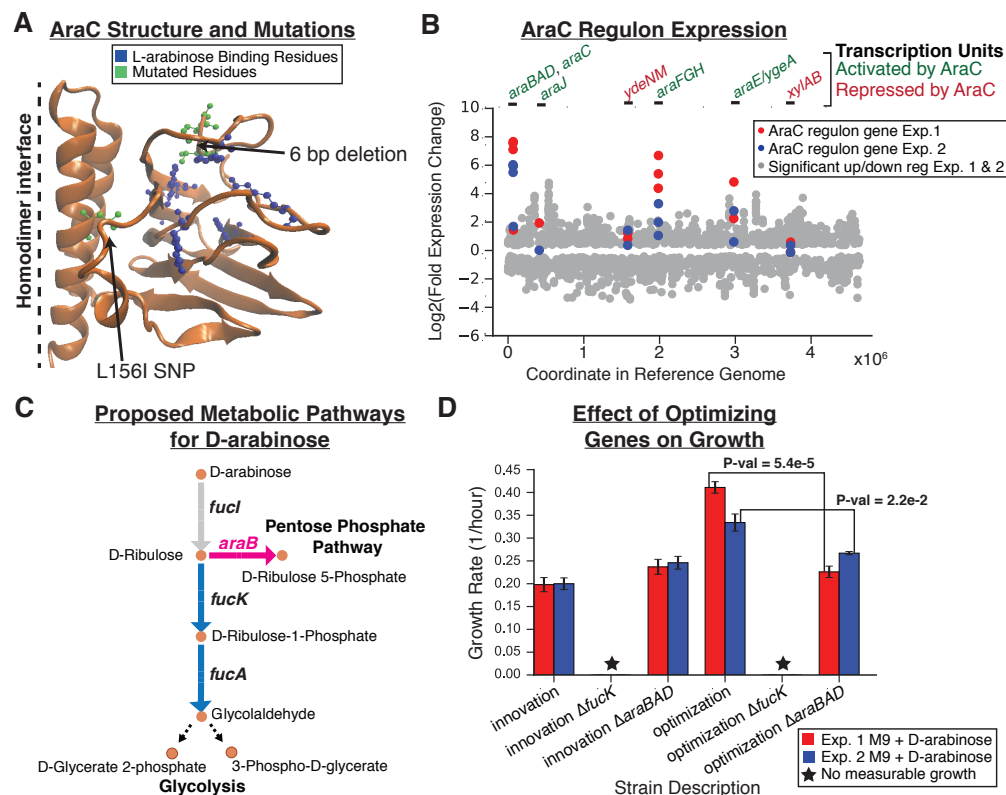 A
AraC Structure and Mutations
L-arabinose Binding Residues
Mutated Residues
Homodimer interface
6 bp deletion
L156I SNP
B
AraC Regulon Expression
araBAD, araC
araJ
ydeNM
araFGH
araE/ygeA
xylAB
Transcription Units
Activated by AraC
Repressed by AraC
AraC regulon gene Exp.1
AraC regulon gene Exp. 2
Significant up/down reg Exp. 1 & 2
Log2(Fold Expression Change)
10
8
6
4
2
0
−2
−4
−6
0
1
2
3
4
x10⁶
Coordinate in Reference Genome
C
Proposed Metabolic Pathways
for D-arabinose
D-arabinose
fucI
D-Ribulose
araB
Pentose Phosphate
Pathway
D-Ribulose 5-Phosphate
fucK
D-Ribulose-1-Phosphate
fucA
Glycolaldehyde
D-Glycerate 2-phosphate
3-Phospho-D-glycerate
Glycolysis
D
Effect of Optimizing
Genes on Growth
P-val = 5.4e-5
P-val = 2.2e-2
Growth Rate (1/hour)
0.45
0.40
0.35
0.30
0.25
0.20
0.15
0.10
0.05
0.00
innovation
innovation ΔfucK
innovation ΔaraBAD
optimization
optimization ΔfucK
optimization ΔaraBAD
Strain Description
Exp. 1 M9 + D-arabinose
Exp. 2 M9 + D-arabinose
No measurable growth